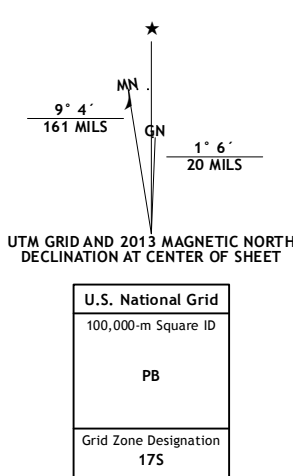 ★
MN
9° 4´
161 MILS
GN
1° 6´
20 MILS
UTM GRID AND 2013 MAGNETIC NORTH
DECLINATION AT CENTER OF SHEET
U.S. National Grid
100,000-m Square ID
PB
Grid Zone Designation
17S